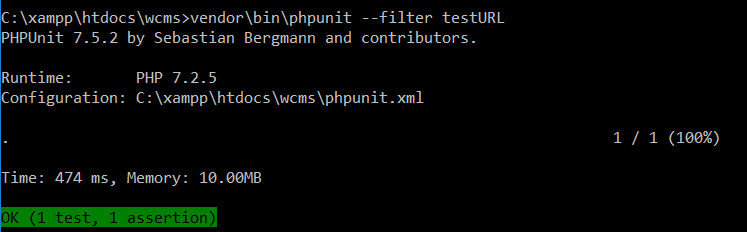 C:\xampp\htdocs\wcms>vendor\bin\phpunit --filter testURL
PHPUnit 7.5.2 by Sebastian Bergmann and contributors.
Runtime:       PHP 7.2.5
Configuration: C:\xampp\htdocs\wcms\phpunit.xml
.                                                                   1 / 1 (100%)
Time: 474 ms, Memory: 10.00MB
OK (1 test, 1 assertion)